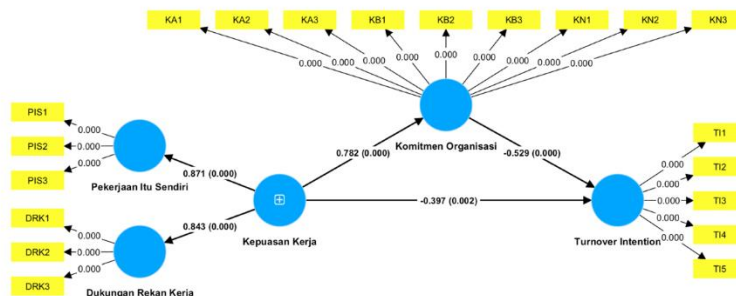 KA1
KA2
KA3
KB1
KB2
KB3
KN1
KN2
KN3
0.000
0.000
0.000
0.000
0.000
0.000
0.000
0.000
0.000
Komitmen Organisasi
PIS1
PIS2
PIS3
0.000
0.000
0.000
Pekerjaan Itu Sendiri
0.871 (0.000)
0.782 (0.000)
-0.529 (0.000)
-0.397 (0.002)
0.843 (0.000)
Kepuasan Kerja
DRK1
DRK2
DRK3
0.000
0.000
0.000
Dukungan Rekan Kerja
TI1
TI2
TI3
TI4
TI5
0.000
0.000
0.000
0.000
0.000
Turnover Intention